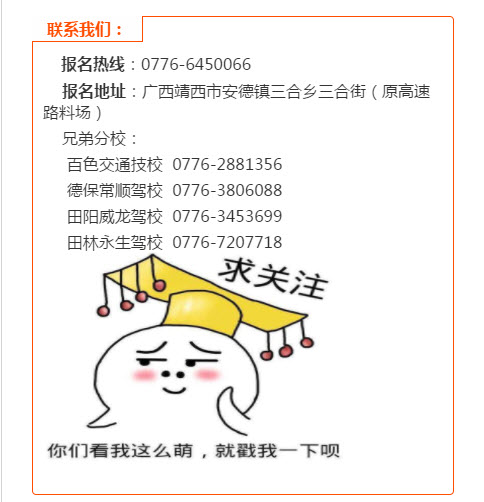 联系我们：
报名热线：0776-6450066
报名地址：广西靖西市安德镇三合乡三合街（原高速
路料场）
兄弟分校：
百色交通技校 0776-2881356
德保常顺驾校 0776-3806088
田阳威龙驾校 0776-3453699
田林永生驾校 0776-7207718
求关注
你们看我这么萌，就戳我一下呗